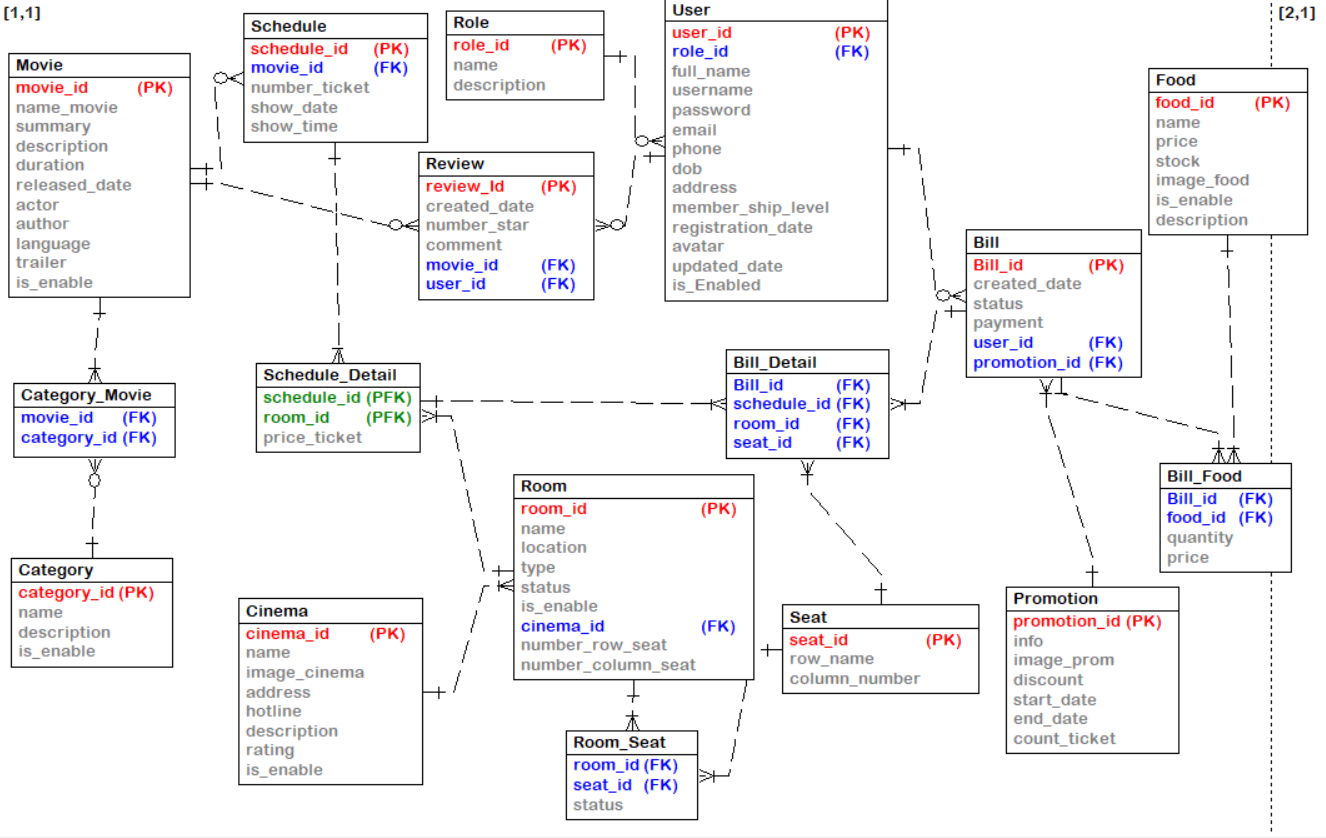 [1,1]
[2,1]
Movie
movie_id (PK)
name_movie
summary
description
duration
released_date
actor
author
language
trailer
is_enable
Schedule
schedule_id (PK)
movie_id (FK)
number_ticket
show_date
show_time
Role
role_id (PK)
name
description
User
user_id (PK)
role_id (FK)
full_name
username
password
email
phone
dob
address
member_ship_level
registration_date
avatar
updated_date
is_Enabled
Food
food_id (PK)
name
price
stock
image_food
is_enable
description
Review
review_Id (PK)
created_date
number_star
comment
movie_id (FK)
user_id (FK)
Bill
Bill_id (PK)
created_date
status
payment
user_id (FK)
promotion_id (FK)
Category_Movie
movie_id (FK)
category_id (FK)
Schedule_Detail
schedule_id (PFK)
room_id (PFK)
price_ticket
Bill_Detail
Bill_id (FK)
schedule_id (FK)
room_id (FK)
seat_id (FK)
Bill_Food
Bill_id (FK)
food_id (FK)
quantity
price
Room
room_id (PK)
name
location
type
status
is_enable
cinema_id (FK)
number_row_seat
number_column_seat
Category
category_id (PK)
name
description
is_enable
Cinema
cinema_id (PK)
name
image_cinema
address
hotline
description
rating
is_enable
Seat
seat_id (PK)
row_name
column_number
Promotion
promotion_id (PK)
info
image_prom
discount
start_date
end_date
count_ticket
Room_Seat
room_id (FK)
seat_id (FK)
status